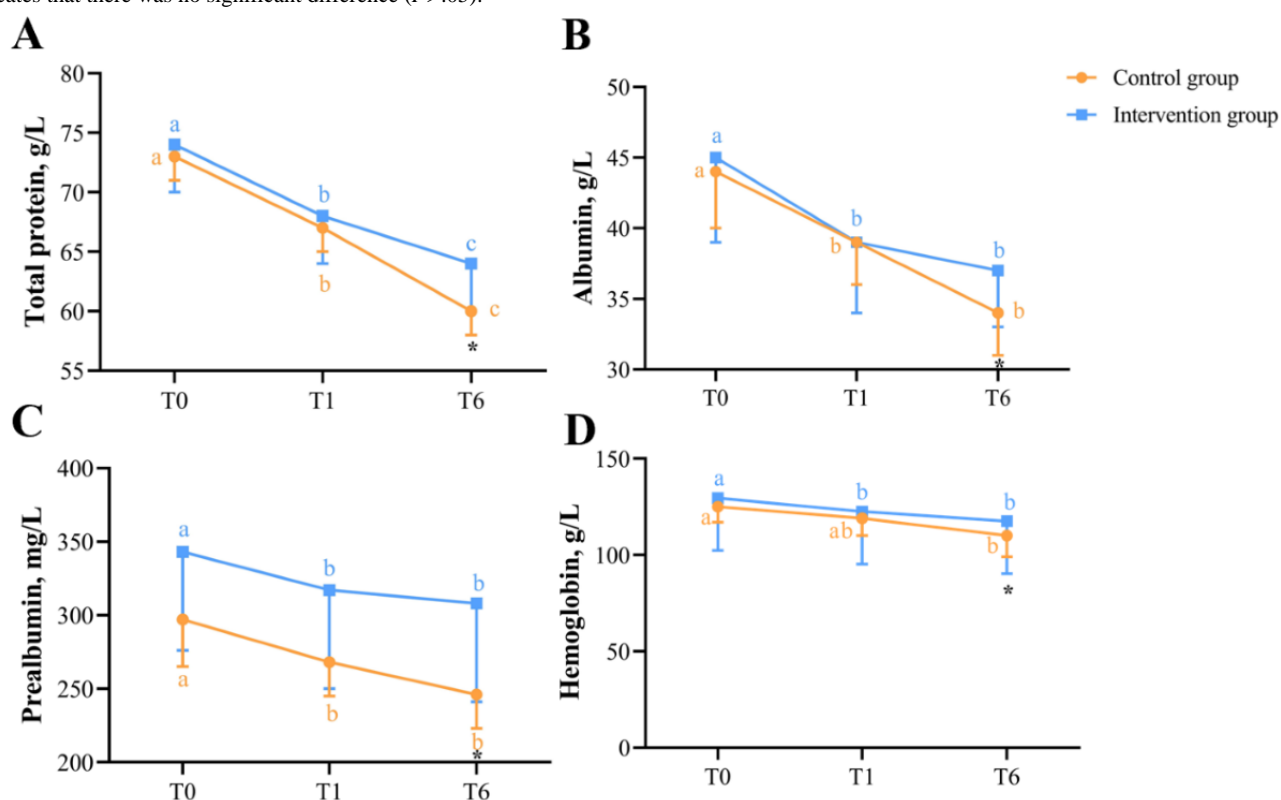 A
B
Control group
Intervention group
Total protein, g/L
80
75
70
65
60
55
a
a
b
b
c
c
*
T0
T1
T6
Albumin, g/L
50
45
40
35
30
a
a
b
b
b
b
*
T0
T1
T6
C
D
Prealbumin, mg/L
400
350
300
250
200
a
a
b
b
b
b
*
T0
T1
T6
Hemoglobin, g/L
150
100
50
0
a
a
b
ab
b
b
*
T0
T1
T6